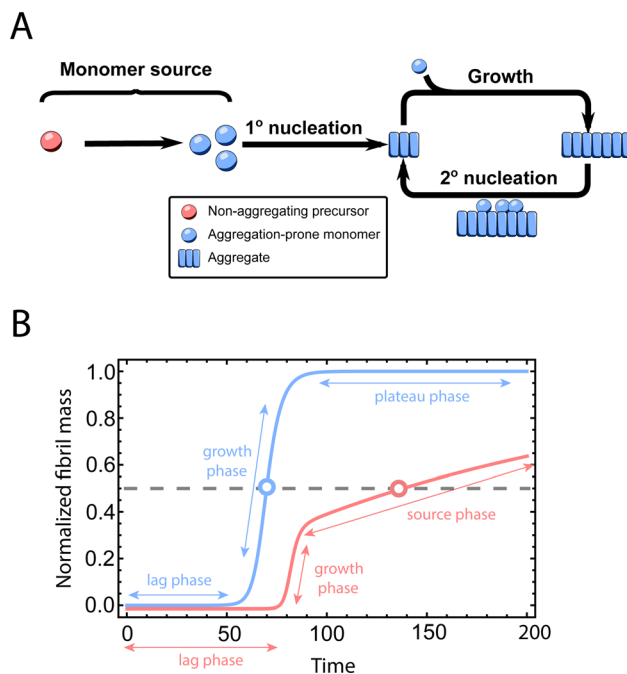 A
Monomer source
Growth
1º nucleation
2º nucleation
Non-aggregating precursor
Aggregation-prone monomer
Aggregate
B
Normalized fibril mass
1.0
0.8
0.6
0.4
0.2
0.0
plateau phase
growth
phase
source phase
growth
phase
lag phase
0
50
100
150
200
lag phase
Time